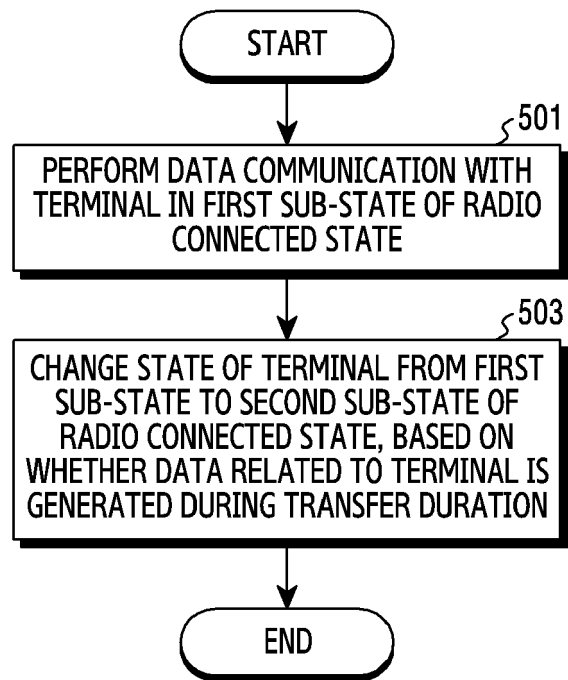 START
501
PERFORM DATA COMMUNICATION WITH
TERMINAL IN FIRST SUB-STATE OF RADIO
CONNECTED STATE
503
CHANGE STATE OF TERMINAL FROM FIRST
SUB-STATE TO SECOND SUB-STATE OF
RADIO CONNECTED STATE, BASED ON
WHETHER DATA RELATED TO TERMINAL IS
GENERATED DURING TRANSFER DURATION
END